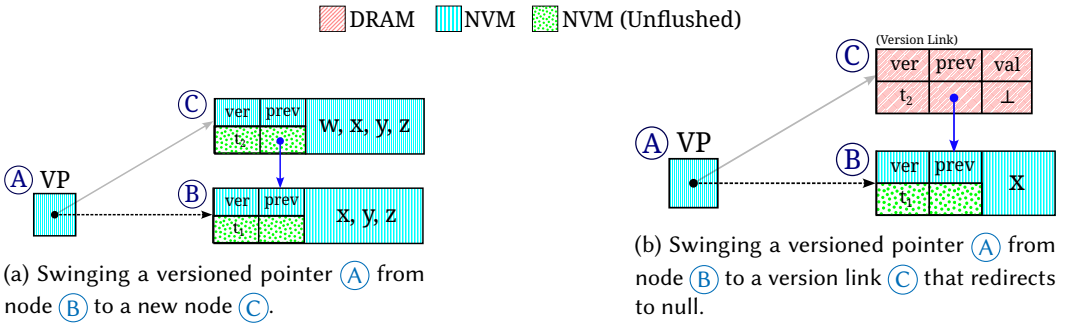 DRAM NVM NVM (Unflushed)
C
ver prev
t₂
w, x, y, z
A VP
B
ver prev
t₁
x, y, z
(a) Swinging a versioned pointer A from
node B to a new node C.
(Version Link)
C
ver prev val
t₂ ⊥
A VP
B
ver prev
t₁
x
(b) Swinging a versioned pointer A from
node B to a version link C that redirects
to null.